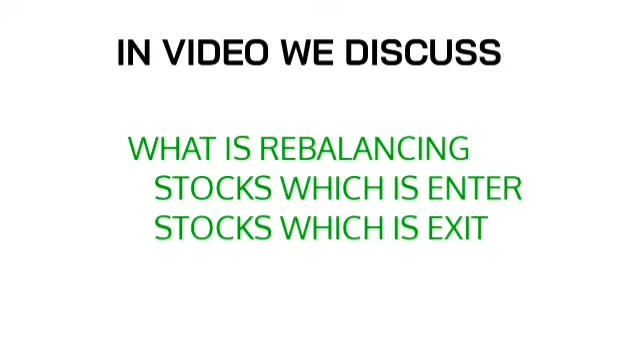 IN VIDEO WE DISCUSS
WHAT IS REBALANCING
STOCKS WHICH IS ENTER
STOCKS WHICH IS EXIT